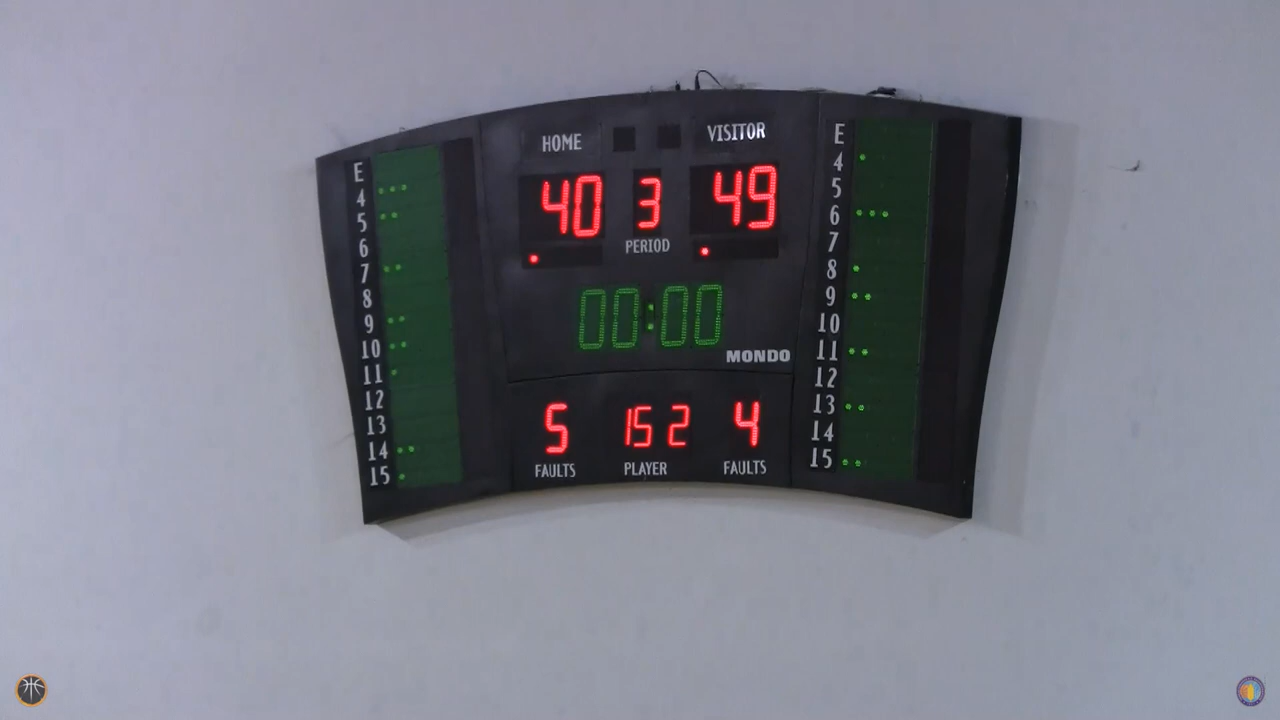 HOME VISITOR
E E
4 4
5 40 3 49 5
6 PERIOD 6
7 7
8 8
9 00:00 9
10 10
11 MONDO 11
12 12
13 5 15 2 4 13
14 FAULTS PLAYER FAULTS 14
15 15